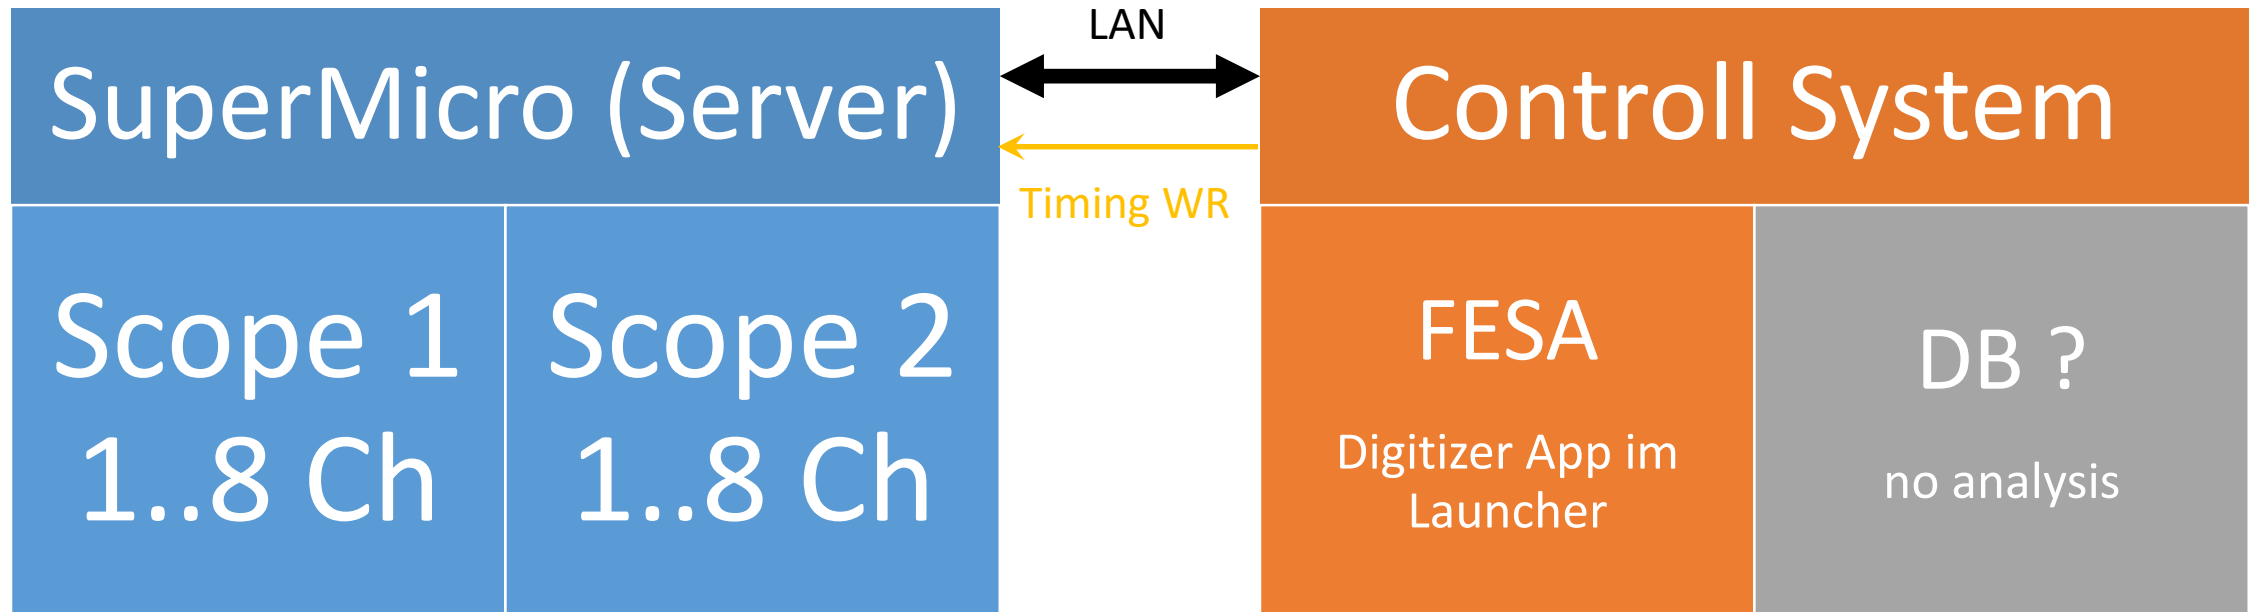 SuperMicro (Server)
LAN
Timing WR
Controll System
Scope 1
1..8 Ch
Scope 2
1..8 Ch
FESA
Digitizer App im
Launcher
DB ?
no analysis